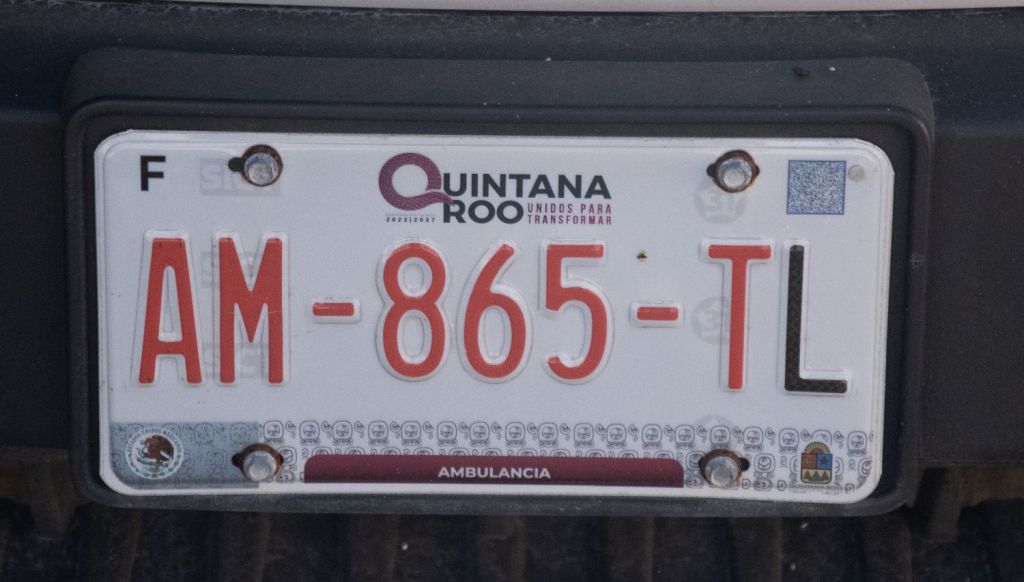 F
QUINTANA
ROO UNIDOS PARA
TRANSFORMAR
2022|2027
AM-865-TL
AMBULANCIA